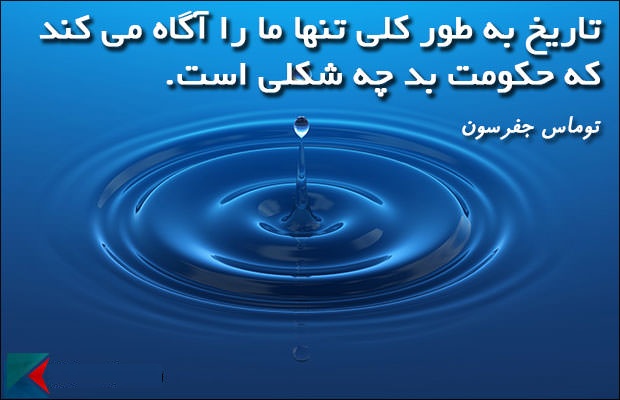 تاریخ به طور کلی تنها ما را آگاه می کند
که حکومت بد چه شکلی است.
توماس جفرسون